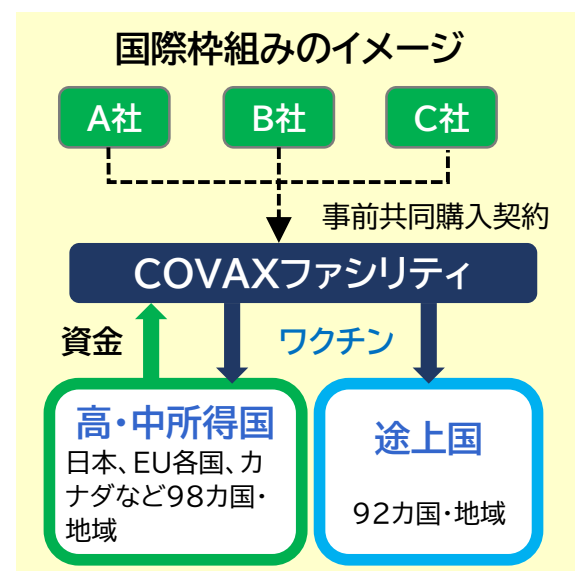 国際枠組みのイメージ
A社
B社
C社
事前共同購入契約
COVAXファシリティ
資金
ワクチン
高・中所得国
日本、EU各国、カ
ナダなど98カ国・
地域
途上国
92カ国・地域